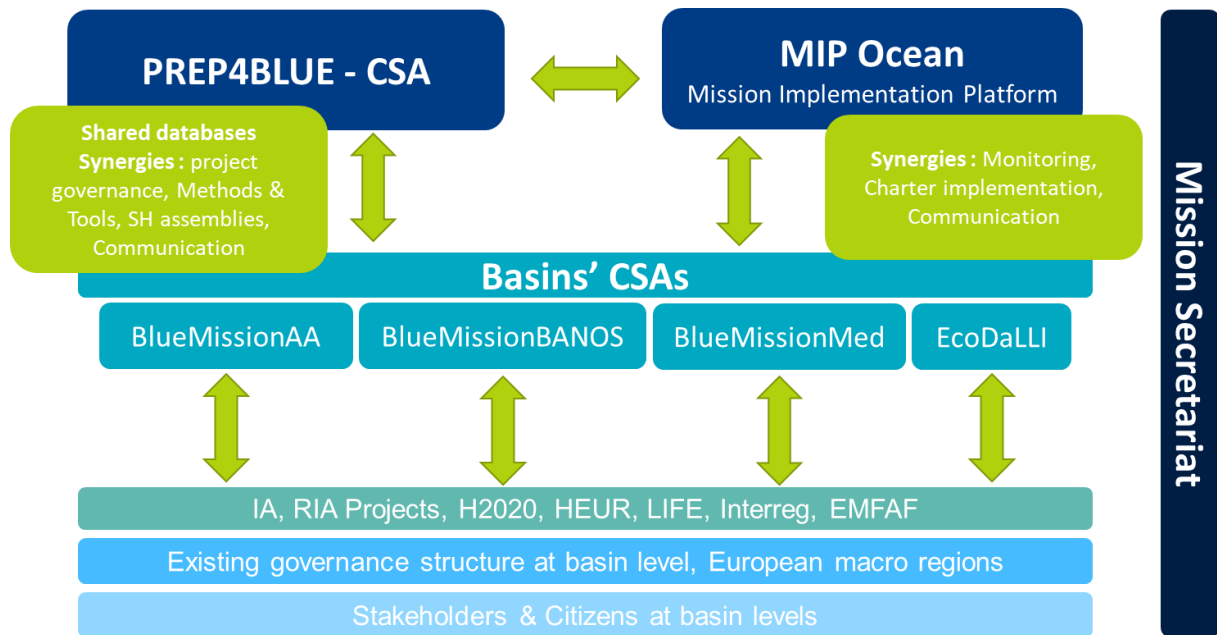 PREP4BLUE - CSA
MIP Ocean
Mission Implementation Platform
Shared databases
Synergies : project
governance, Methods &
Tools, SH assemblies,
Communication
Synergies : Monitoring,
Charter implementation,
Communication
Basins’ CSAs
BlueMissionAA
BlueMissionBANOS
BlueMissionMed
EcoDaLLI
IA, RIA Projects, H2020, HEUR, LIFE, Interreg, EMFAF
Existing governance structure at basin level, European macro regions
Stakeholders & Citizens at basin levels
Mission Secretariat